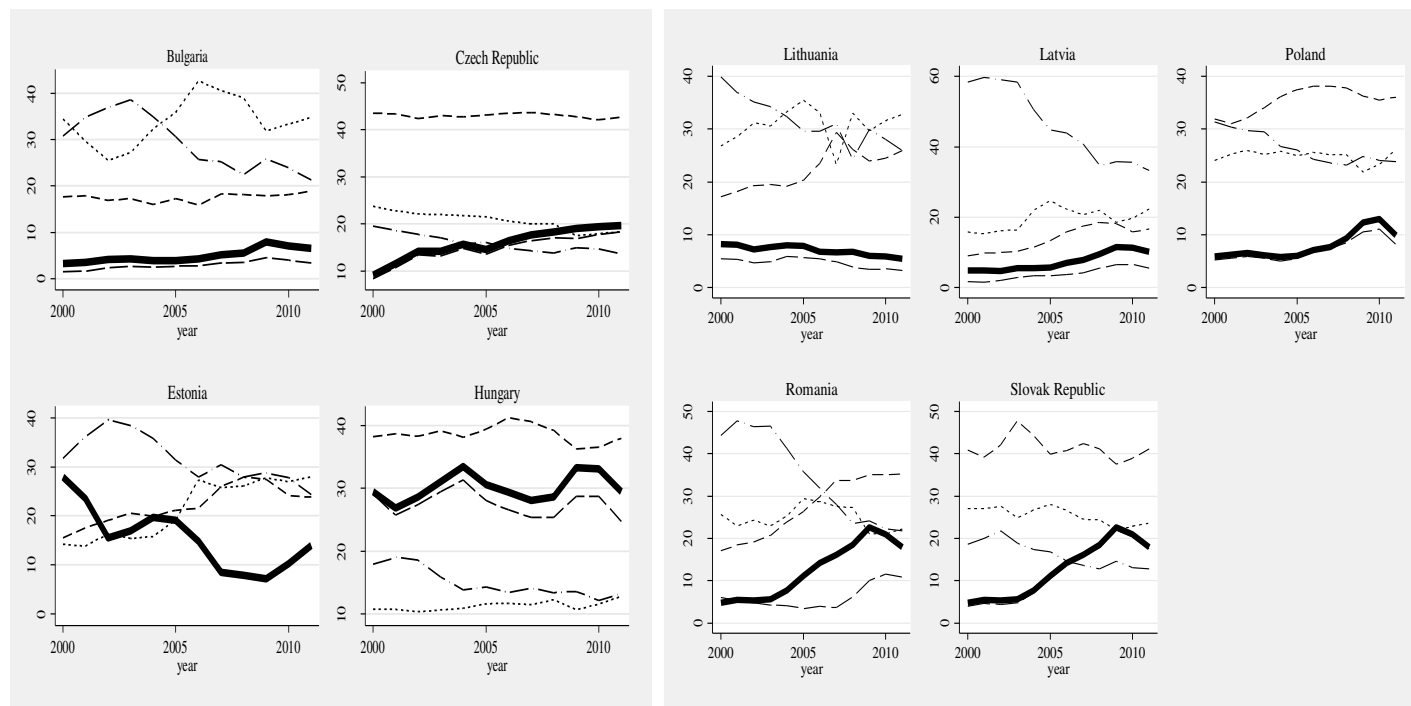 Bulgaria
0 10 20 30 40
2000 2005 2010
year
Czech Republic
10 20 30 40 50
2000 2005 2010
year
Estonia
0 10 20 30 40
2000 2005 2010
year
Hungary
10 20 30 40
2000 2005 2010
year
Lithuania
0 10 20 30 40
2000 2005 2010
year
Latvia
0 20 40 60
2000 2005 2010
year
Poland
0 10 20 30 40
2000 2005 2010
year
Romania
0 10 20 30 40 50
2000 2005 2010
year
Slovak Republic
0 10 20 30 40 50
2000 2005 2010
year